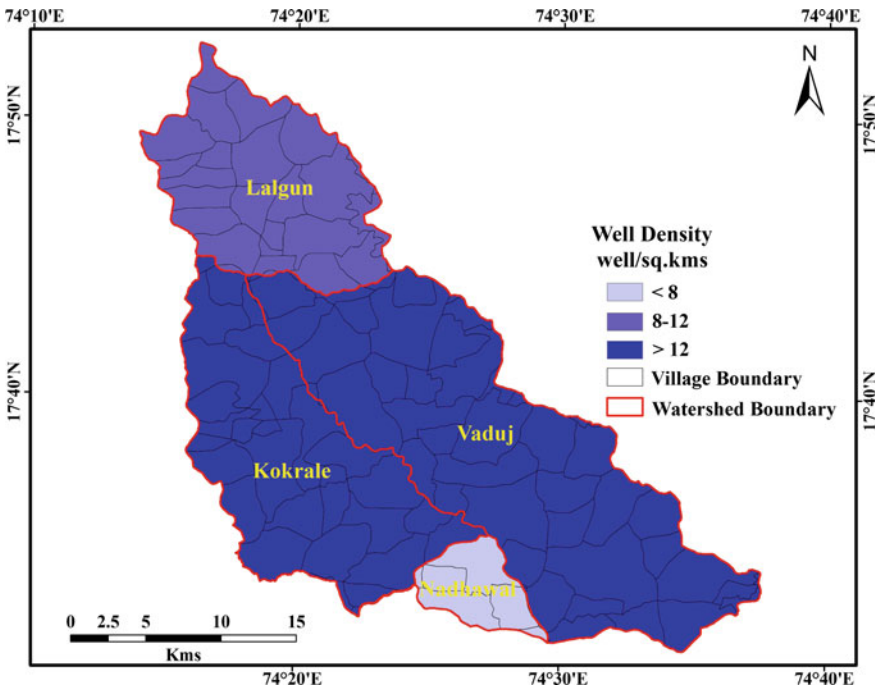 74°10'E 74°20'E 74°30'E 74°40'E
N
17°50'N
17°50'N
Lalgun
Well Density
well/sq.kms
< 8
8-12
> 12
Village Boundary
Watershed Boundary
17°40'N
17°40'N
Vaduj
Kokrale
Nadhawal
0 2.5 5 10 15
Kms
74°20'E 74°30'E 74°40'E